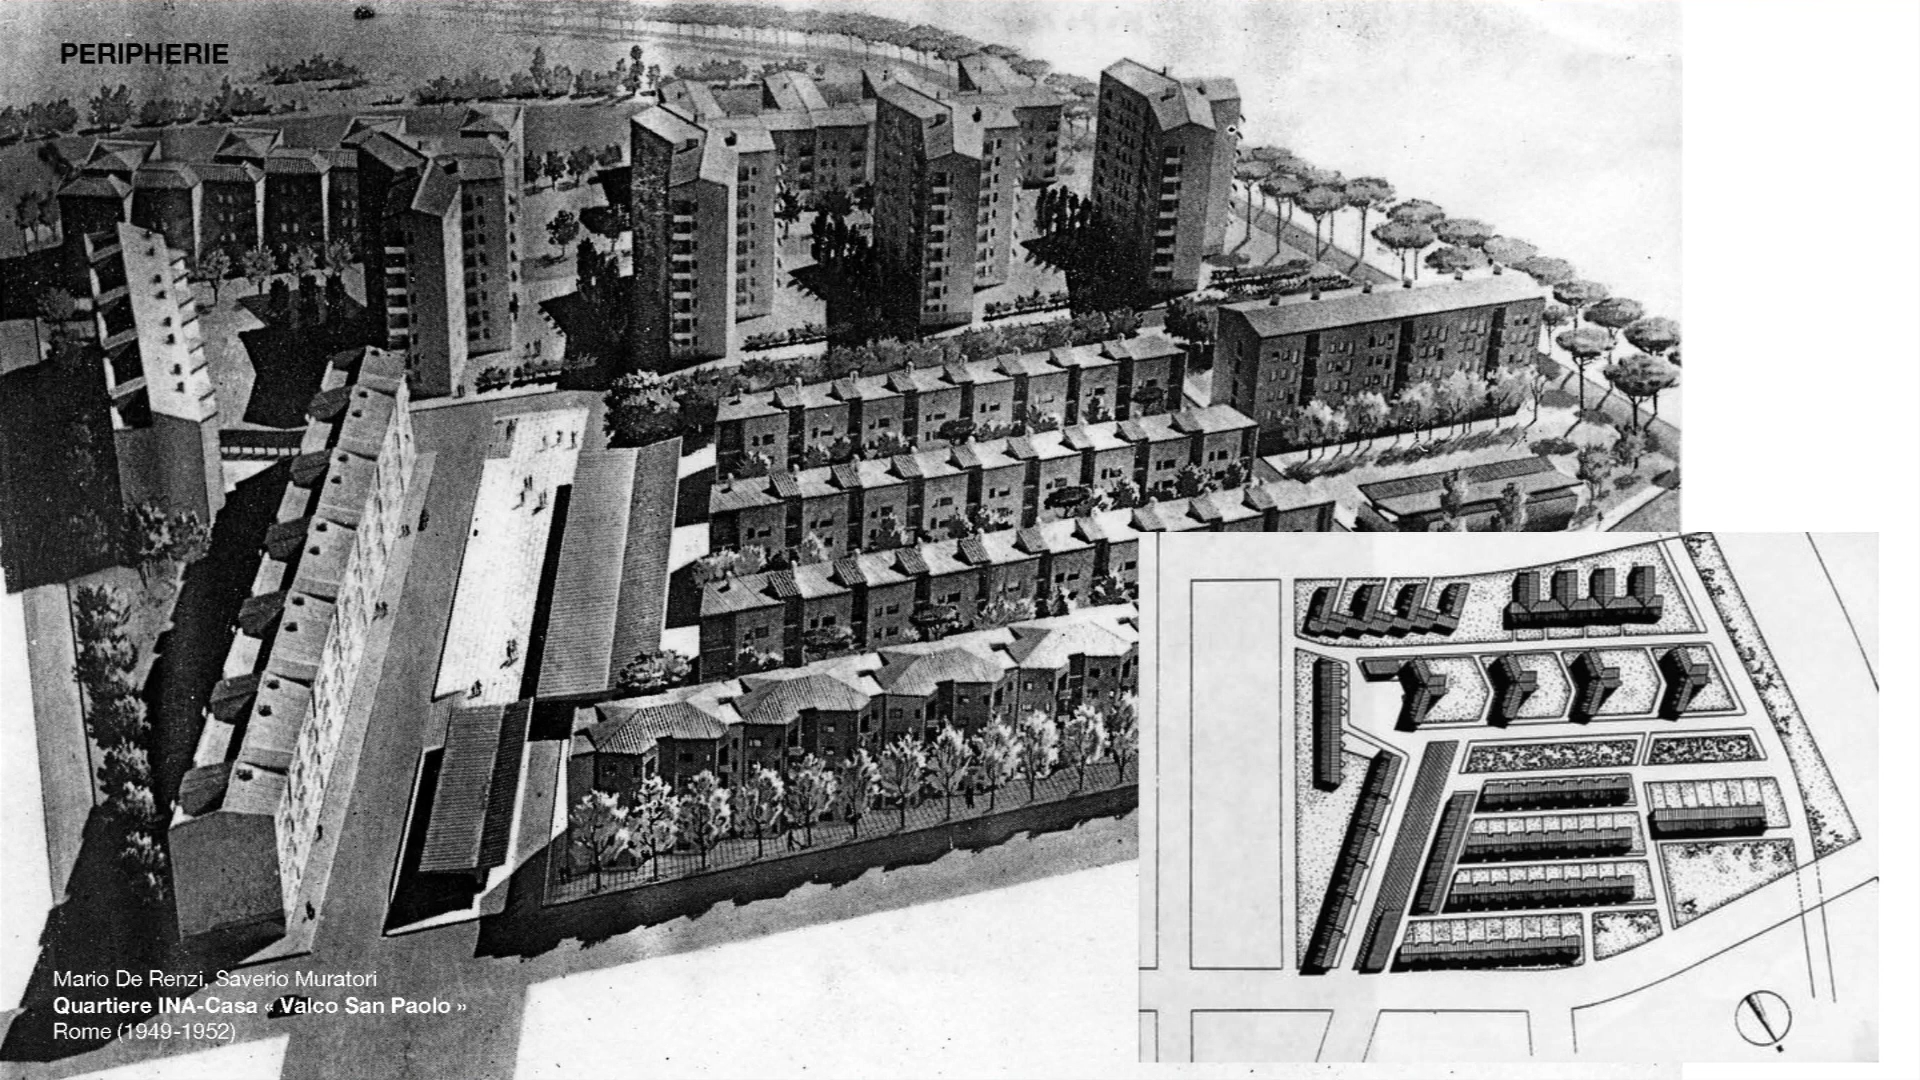 PERIPHERIE
Mario De Renzi, Saverio Muratori
Quartiere INA-Casa « Valco San Paolo »
Rome (1949-1952)